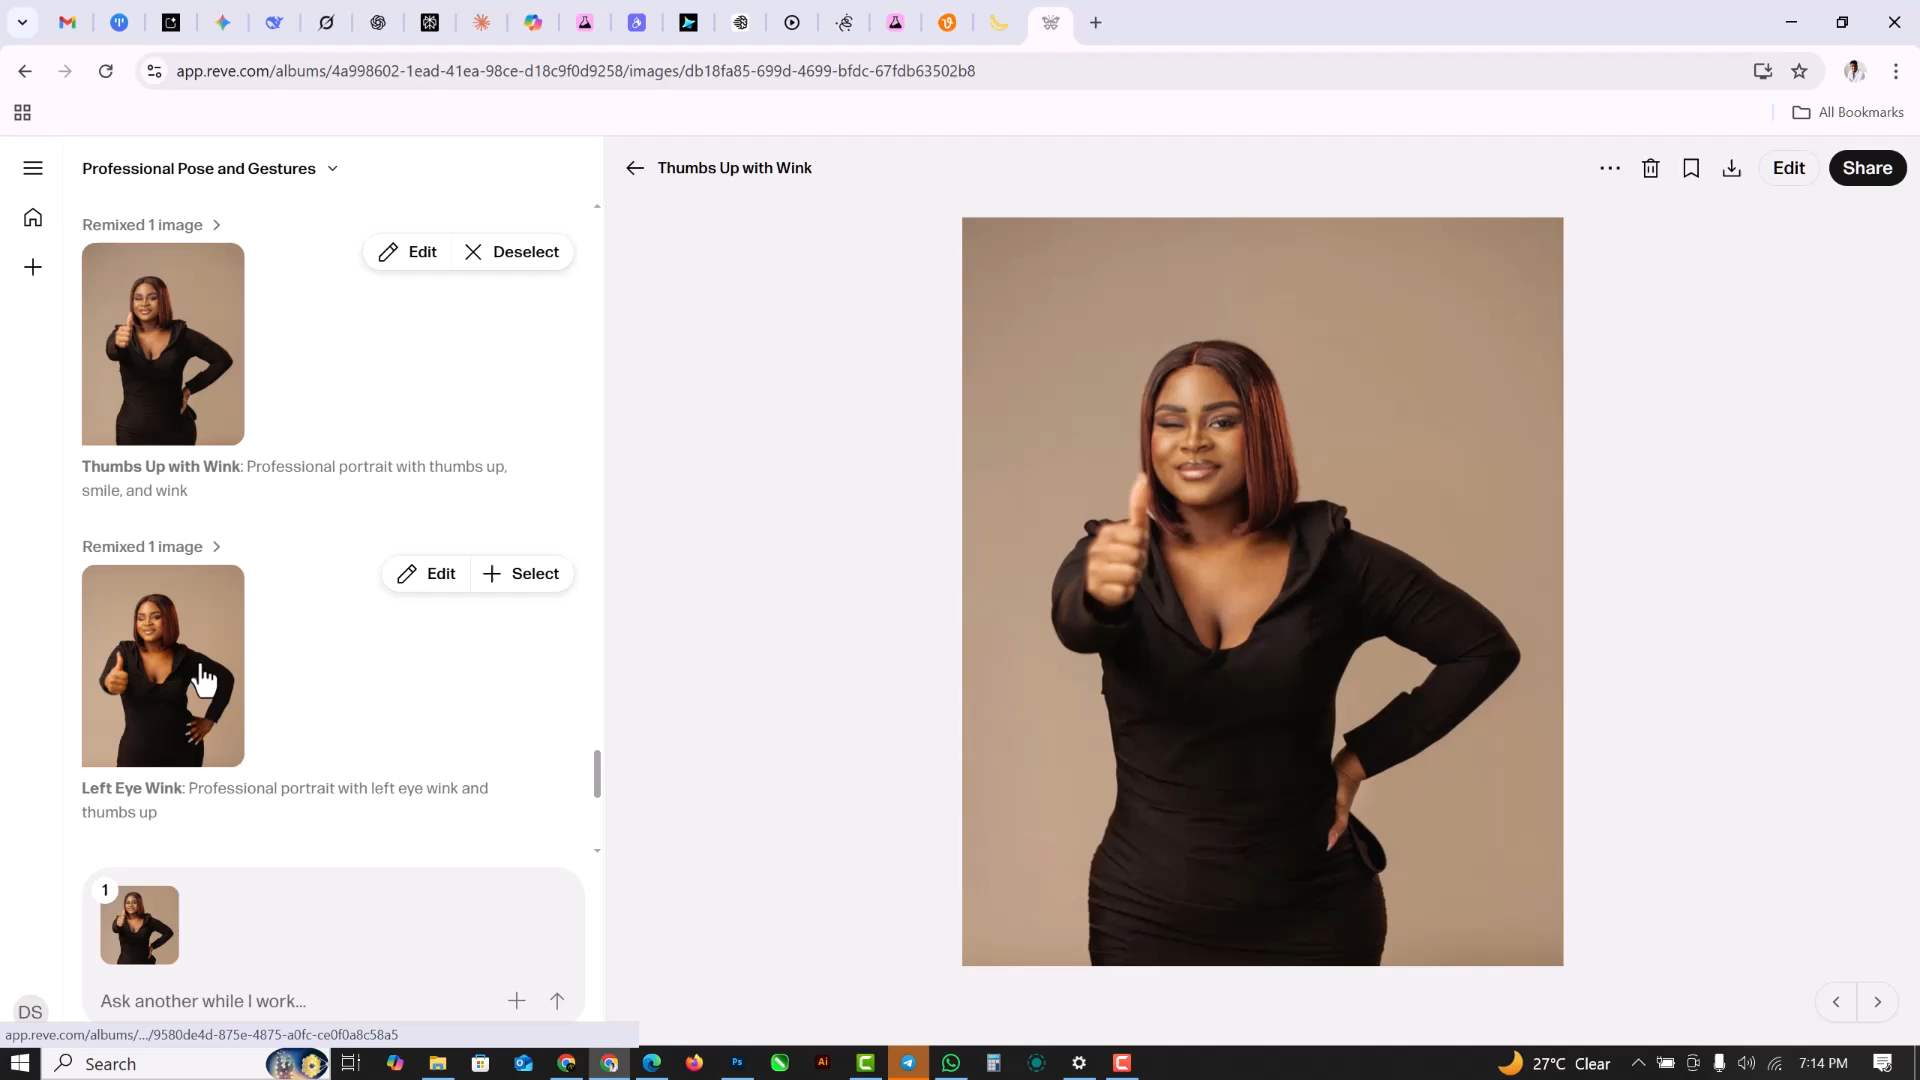 app.reve.com/albums/4a998602-1ead-41ea-98ce-d18c9f0d9258/images/db18fa85-699d-4699-bfdc-67fdb63502b8
All Bookmarks
Professional Pose and Gestures
Thumbs Up with Wink
Edit
Share
Remixed 1 image
Edit
Deselect
Thumbs Up with Wink: Professional portrait with thumbs up,
smile, and wink
Remixed 1 image
Edit
Select
Left Eye Wink: Professional portrait with left eye wink and
thumbs up
1
Ask another while I work...
DS
app.reve.com/albums/.../9580de4d-875e-4875-a0fc-ce0f0a8c58a5
Search
Ps
Ai
27°C Clear
7:14 PM